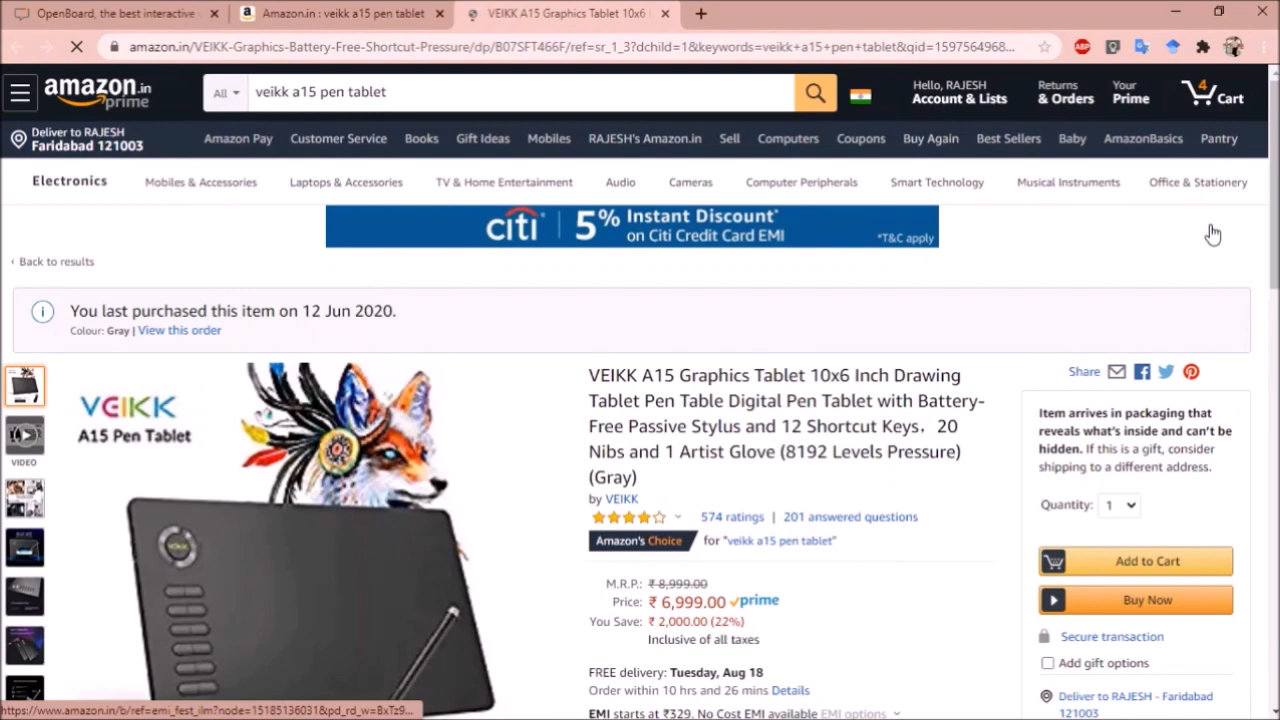 OpenBoard, the best interactive
Amazon.in : veikk a15 pen tablet
VEIKK A15 Graphics Tablet 10x6 I
amazon.in/VEIKK-Graphics-Battery-Free-Shortcut-Pressure/dp/B07SFT466F/ref=sr_1_3?dchild=1&keywords=veikk+a15+pen+tablet&qid=1597564968...
ABP
amazon.in
prime
All
veikk a15 pen tablet
Hello, RAJESH
Account & Lists
Returns
& Orders
Your
Prime
4
Cart
Deliver to RAJESH
Faridabad 121003
Amazon Pay Customer Service Books Gift Ideas Mobiles RAJESH's Amazon.in Sell Computers Coupons Buy Again Best Sellers Baby AmazonBasics Pantry
Electronics Mobiles & Accessories Laptops & Accessories TV & Home Entertainment Audio Cameras Computer Peripherals Smart Technology Musical Instruments Office & Stationery
citi
5% Instant Discount*
on Citi Credit Card EMI
*T&C apply
‹ Back to results
You last purchased this item on 12 Jun 2020.
Colour: Gray | View this order
VIDEO
VEIKK
A15 Pen Tablet
VEIKK
VEIKK A15 Graphics Tablet 10x6 Inch Drawing
Tablet Pen Table Digital Pen Tablet with Battery-
Free Passive Stylus and 12 Shortcut Keys，20
Nibs and 1 Artist Glove (8192 Levels Pressure)
(Gray)
by VEIKK
574 ratings | 201 answered questions
Amazon's Choice for "veikk a15 pen tablet"
M.R.P.: ₹ 8,999.00
Price: ₹ 6,999.00 prime
You Save: ₹ 2,000.00 (22%)
Inclusive of all taxes
FREE delivery: Tuesday, Aug 18
Order within 10 hrs and 26 mins Details
EMI starts at ₹329. No Cost EMI available EMI options
Share
Item arrives in packaging that
reveals what's inside and can't be
hidden. If this is a gift, consider
shipping to a different address.
Quantity: 1
Add to Cart
Buy Now
Secure transaction
Add gift options
Deliver to RAJESH - Faridabad
121003
https://www.amazon.in/b/ref=emi_fest_ilm?node=15185136031&pd_rd_w=8xTz9...